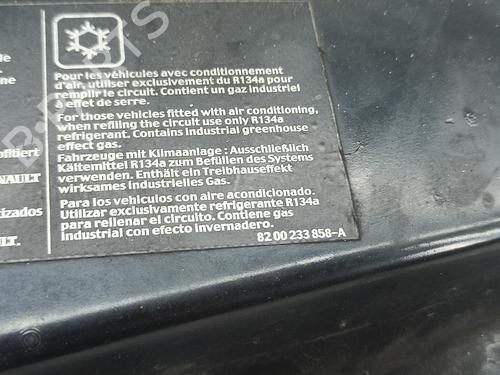 Pour les véhicules avec conditionnement
d'air, utiliser exclusivement du R134a pour
remplir le circuit. Contient un gaz industriel
à effet de serre.
For those vehicles fitted with air conditioning,
when refilling the circuit use only R134a
refrigerant. Contains industrial greenhouse
effect gas.
Fahrzeuge mit Klimaanlage : Ausschließlich
Kältemittel R134a zum Befüllen des Systems
verwenden. Enthält ein Treibhauseffekt
wirksames industrielles Gas.
Para los vehículos con aire acondicionado.
Utilizar exclusivamente refrigerante R134a
para rellenar el circuito. Contiene gas
industrial con efecto invernadero.
82 00 233 858-A